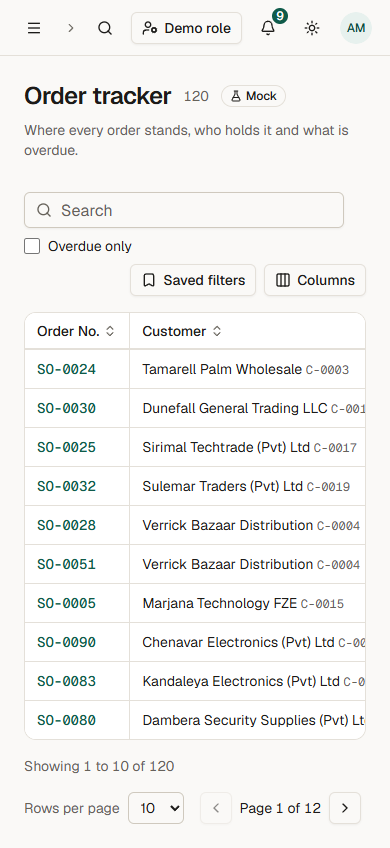 Demo role
9
AM
Order tracker 120 Mock
Where every order stands, who holds it and what is
overdue.
Search
Overdue only
Saved filters Columns
Order No. Customer
SO-0024 Tamarell Palm Wholesale C-0003
SO-0030 Dunefall General Trading LLC C-001
SO-0025 Sirimal Techtrade (Pvt) Ltd C-0017
SO-0032 Sulemar Traders (Pvt) Ltd C-0019
SO-0028 Verrick Bazaar Distribution C-0004
SO-0051 Verrick Bazaar Distribution C-0004
SO-0005 Marjana Technology FZE C-0015
SO-0090 Chenavar Electronics (Pvt) Ltd C-00
SO-0083 Kandaleya Electronics (Pvt) Ltd C-0
SO-0080 Dambera Security Supplies (Pvt) Lt
Showing 1 to 10 of 120
Rows per page 10 Page 1 of 12